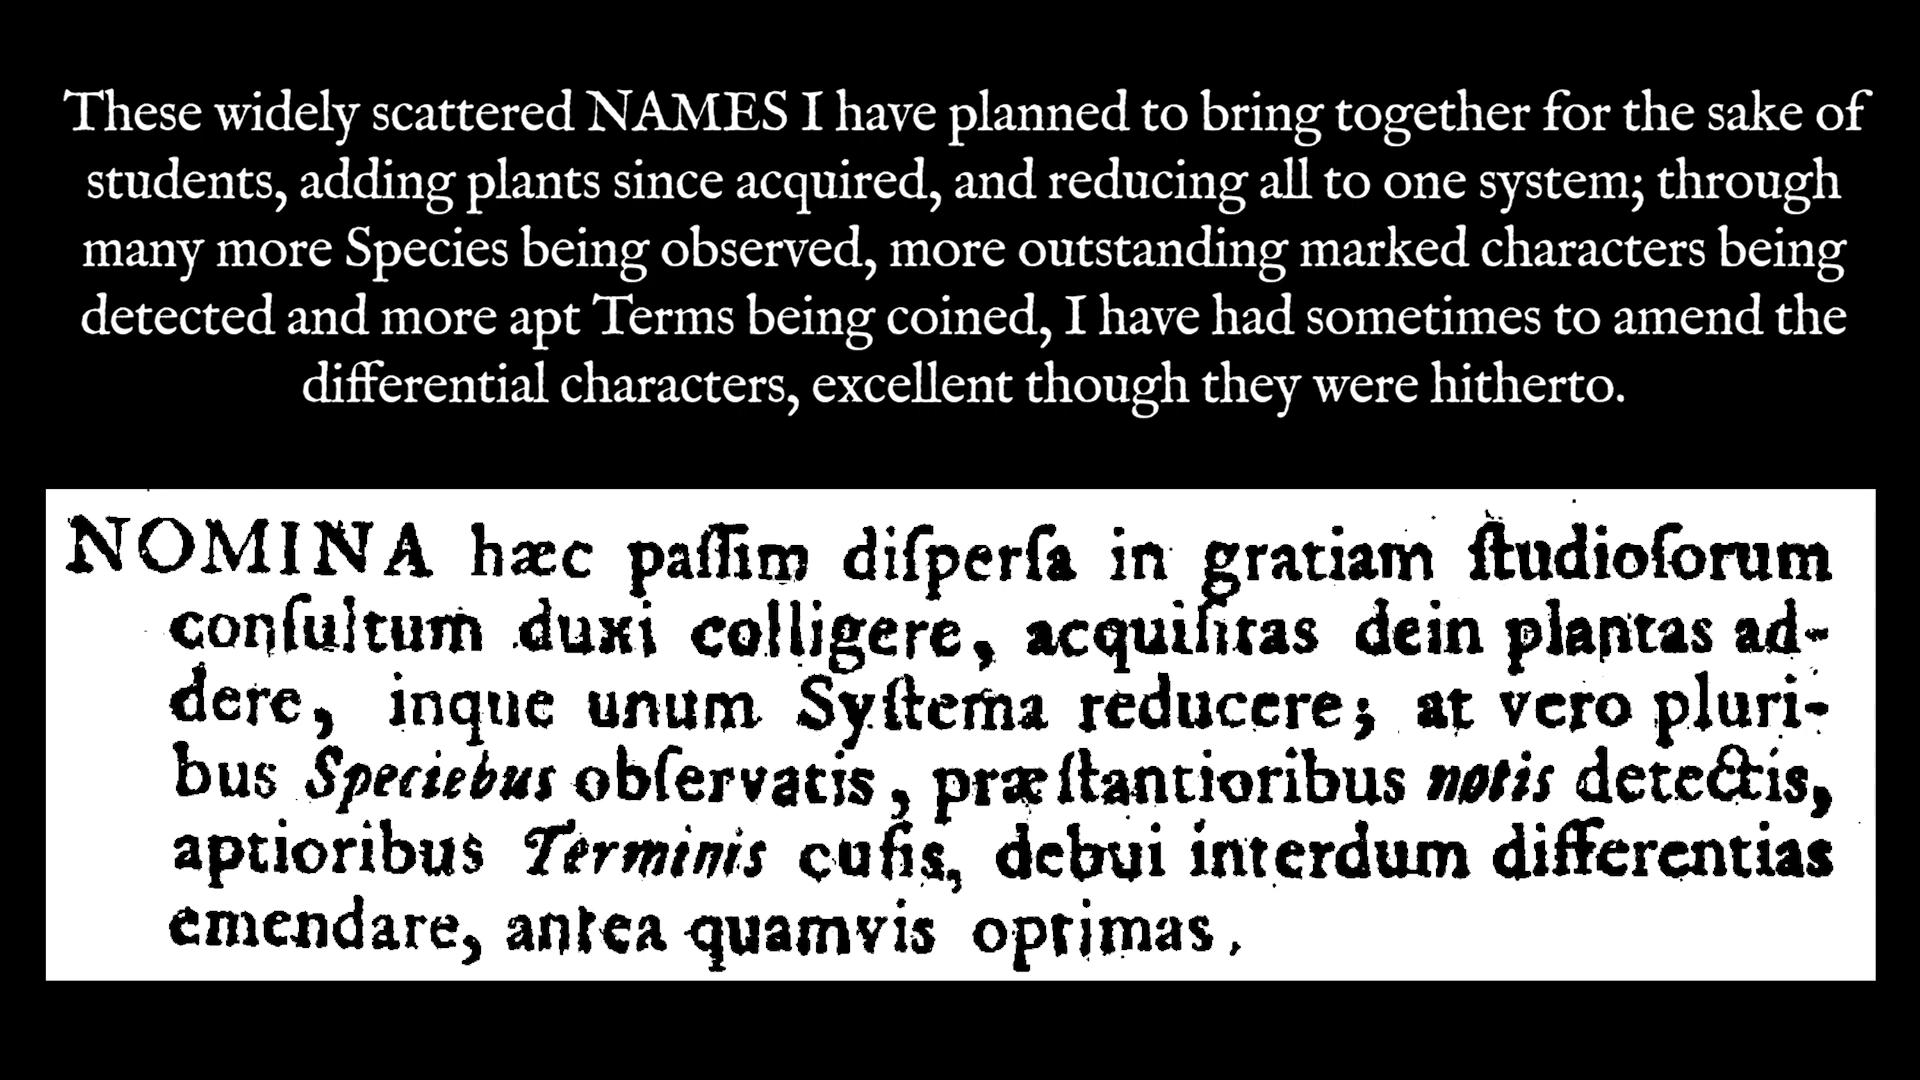 These widely scattered NAMES I have planned to bring together for the sake of
students, adding plants since acquired, and reducing all to one system; through
many more Species being observed, more outstanding marked characters being
detected and more apt Terms being coined, I have had sometimes to amend the
differential characters, excellent though they were hitherto.
NOMINA hæc paſſim diſperſa in gratiam ſtudioſorum
conſultum duxi colligere, acquiſitas dein plantas ad-
dere, inque unum Syſtema reducere; at vero pluri-
bus Speciebus obſervatis, præſtantioribus notis detectis,
aptioribus Terminis cuſis, debui interdum differentias
emendare, antea quamvis optimas,